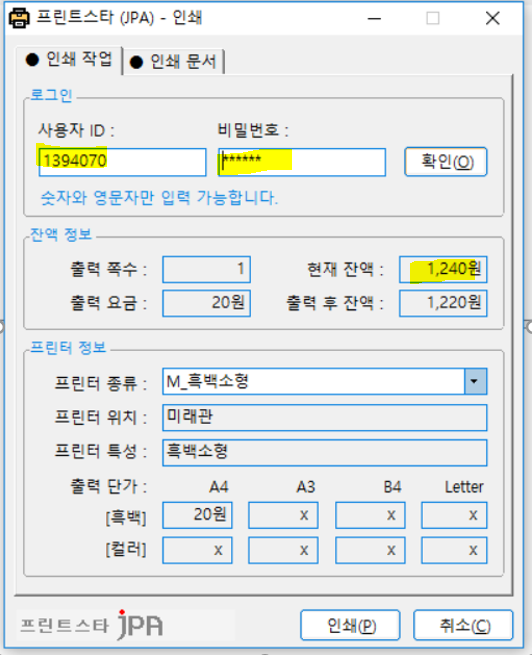 프린트스타 (JPA) - 인쇄
● 인쇄 작업 ● 인쇄 문서
로그인
사용자 ID : 비밀번호 :
1394070 ****** 확인(O)
숫자와 영문자만 입력 가능합니다.
잔액 정보
출력 쪽수 : 1 현재 잔액 : 1,240원
출력 요금 : 20원 출력 후 잔액 : 1,220원
프린터 정보
프린터 종류 : M_흑백소형
프린터 위치 : 미래관
프린터 특성 : 흑백소형
출력 단가 : A4 A3 B4 Letter
[흑백] 20원 x x x
[컬러] x x x x
프린트스타 jPA 인쇄(P) 취소(C)